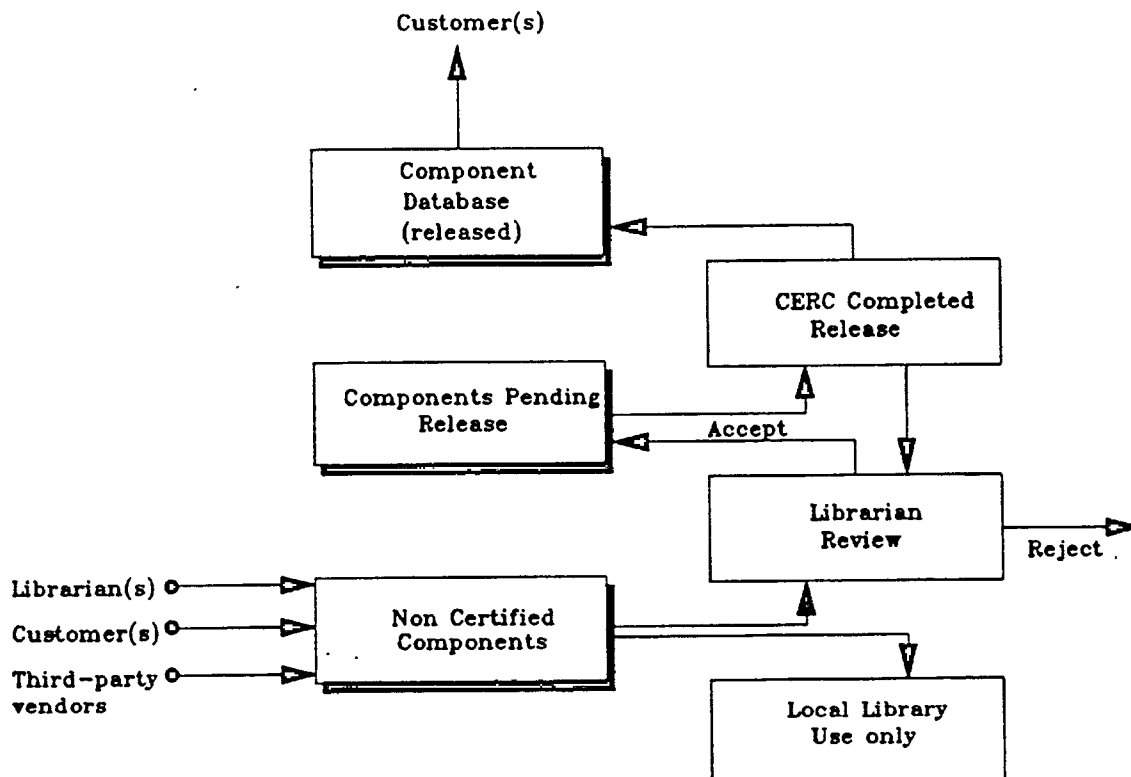 Customer(s)
Component
Database
(released)
CERC Completed
Release
Components Pending
Release
Accept
Librarian
Review
Reject
Librarian(s)
Customer(s)
Third-party
vendors
Non Certified
Components
Local Library
Use only